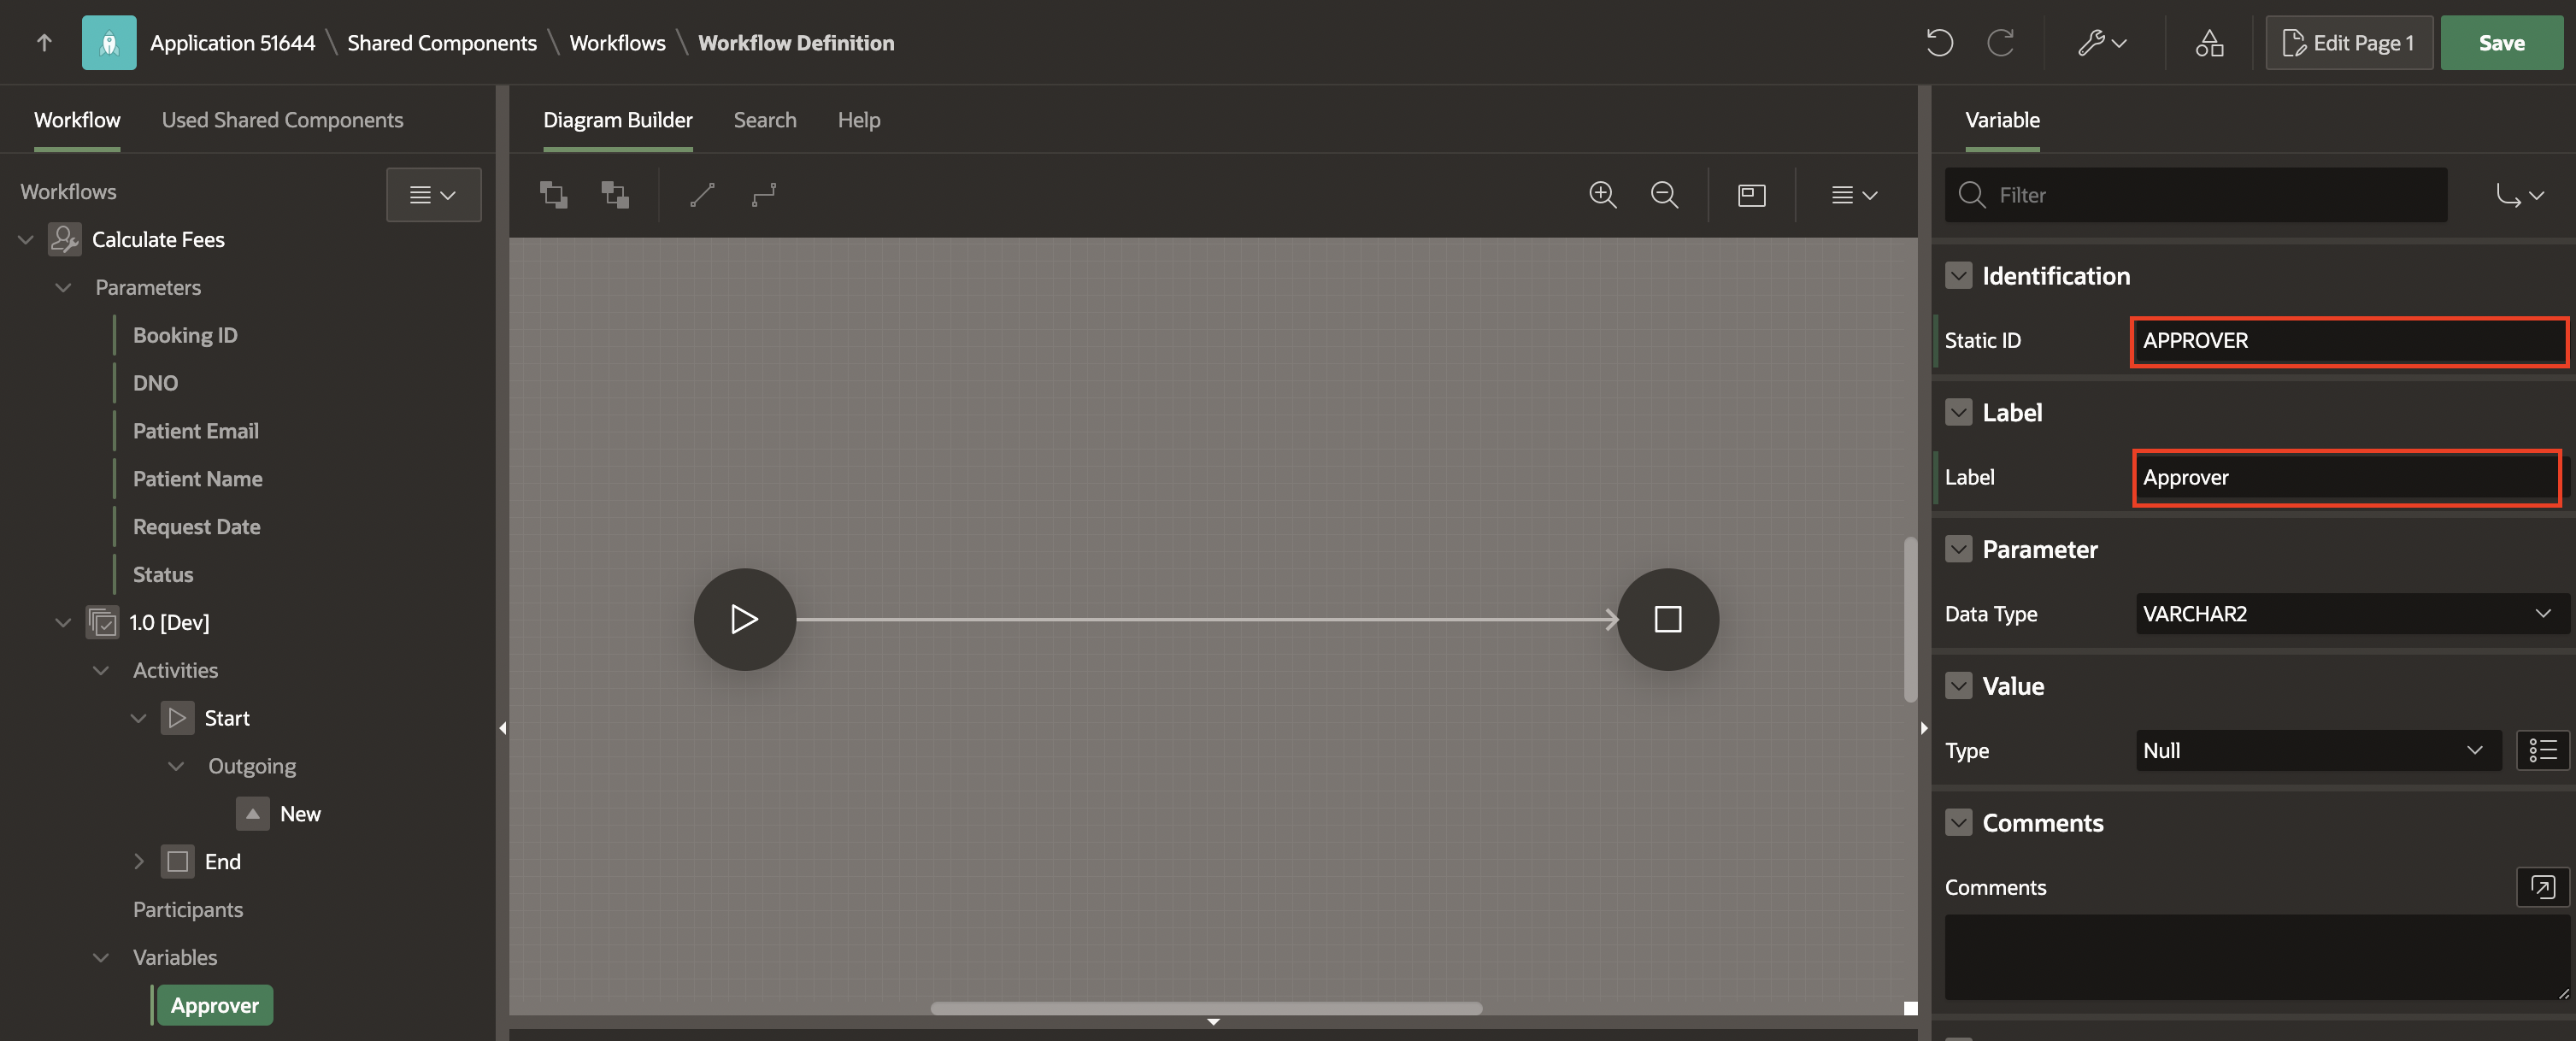 Application 51644 \ Shared Components \ Workflows \ Workflow Definition
Edit Page 1
Save
Workflow
Used Shared Components
Workflows
Calculate Fees
Parameters
Booking ID
DNO
Patient Email
Patient Name
Request Date
Status
1.0 [Dev]
Activities
Start
Outgoing
New
End
Participants
Variables
Approver
Diagram Builder
Search
Help
Variable
Filter
Identification
Static ID
APPROVER
Label
Label
Approver
Parameter
Data Type
VARCHAR2
Value
Type
Null
Comments
Comments